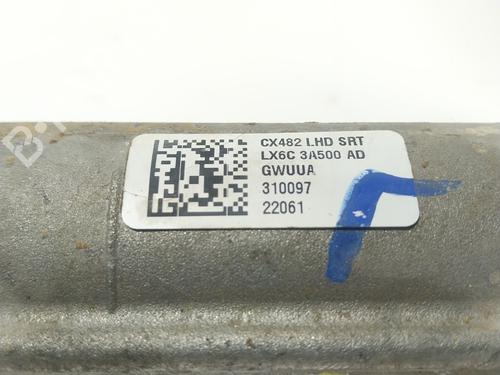 CX482 LHD SRT
LX6C 3A500 AD
GWUUA
310097
22061